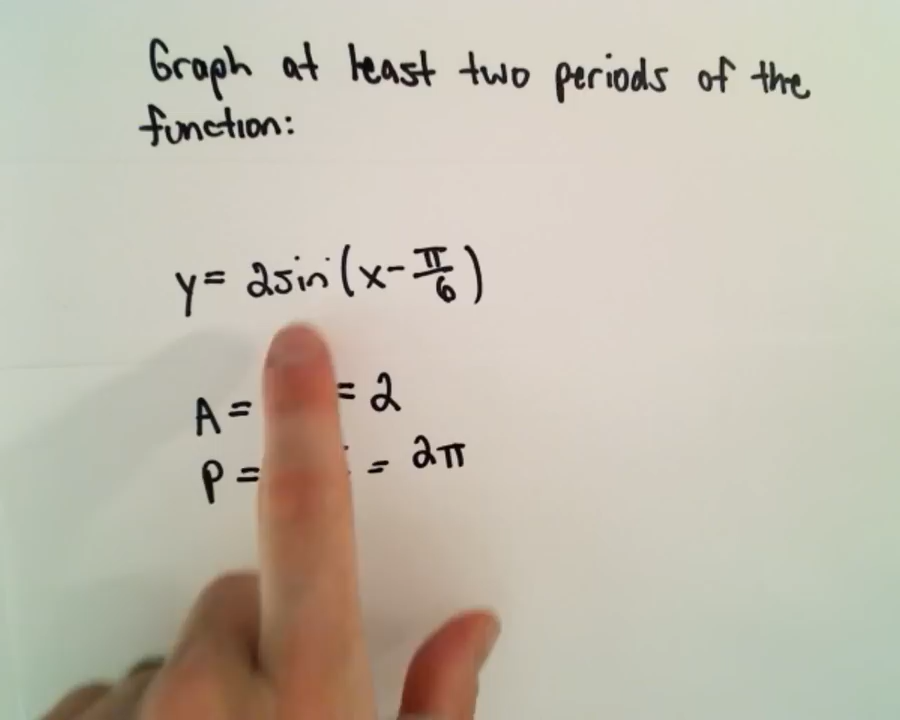 Graph at least two periods of the
function:
y = 2sin(x - π/6)
A = = 2
P = = 2π